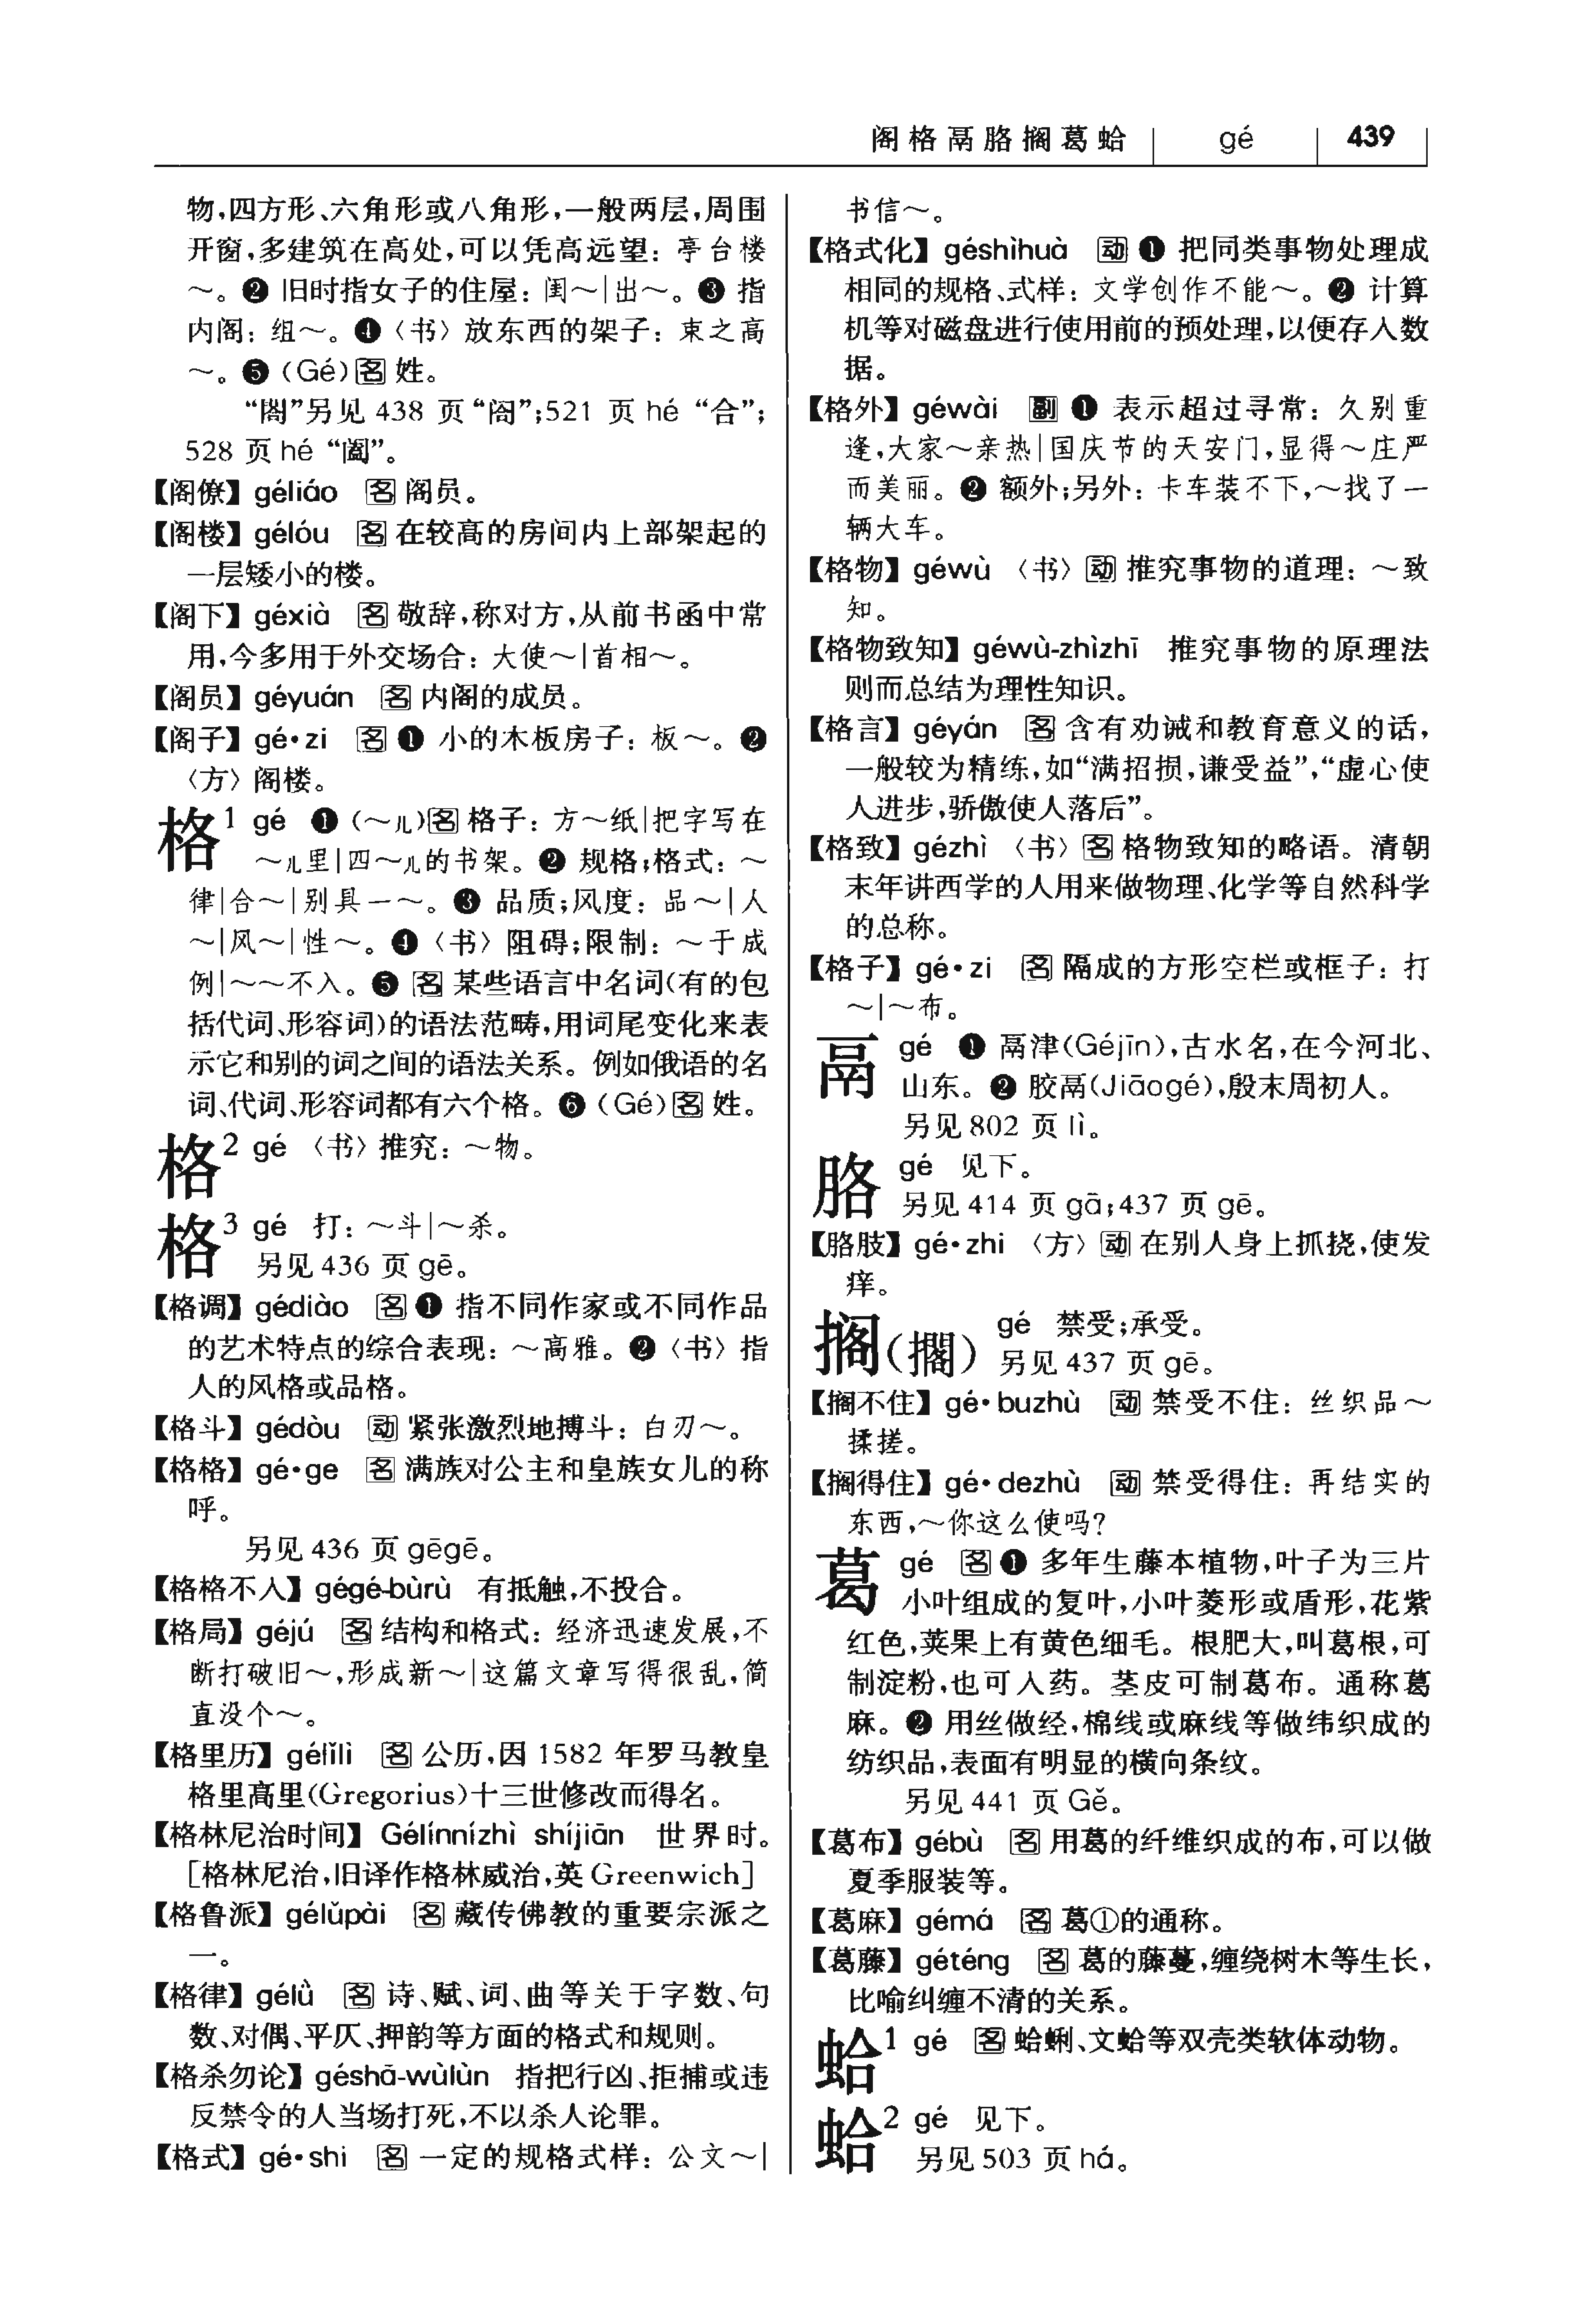 阁格鬲胳搁葛蛤 gé 439
物,四方形、六角形或八角形,一般两层,周围
开窗,多建筑在高处,可以凭高远望：亭台楼
～。❷ 旧时指女子的住屋：闺～|出～。❸ 指
内阁：组～。❹〈书〉放东西的架子：束之高
～。❺（Gé）名 姓。
“閤”另见 438 页“阁”;521 页 hé “合”;
528 页 hé “阖”。
【阁僚】géliáo 名 阁员。
【阁楼】gélóu 名 在较高的房间内上部架起的
一层矮小的楼。
【阁下】géxià 名 敬辞,称对方,从前书函中常
用,今多用于外交场合：大使～|首相～。
【阁员】géyuán 名 内阁的成员。
【阁子】gé•zi 名 ❶ 小的木板房子：板～。❷
〈方〉阁楼。
格1 gé ❶（～儿）名 格子：方～纸|把字写在
～儿里|四～儿的书架。❷ 规格;格式：～
律|合～|别具一～。❸ 品质;风度：品～|人
～|风～|性～。❹〈书〉阻碍;限制：～于成
例|～～不入。❺ 名 某些语言中名词(有的包
括代词、形容词)的语法范畴,用词尾变化来表
示它和别的词之间的语法关系。例如俄语的名
词、代词、形容词都有六个格。❻（Gé）名 姓。
格2 gé 〈书〉推究：～物。
格3 gé 打：～斗|～杀。
另见 436 页 gē。
【格调】gédiào 名 ❶ 指不同作家或不同作品
的艺术特点的综合表现：～高雅。❷〈书〉指
人的风格或品格。
【格斗】gédòu 动 紧张激烈地搏斗：白刃～。
【格格】gé•ge 名 满族对公主和皇族女儿的称
呼。
另见 436 页 gēgē。
【格格不入】gégé-bùrù 有抵触,不投合。
【格局】géjú 名 结构和格式：经济迅速发展,不
断打破旧～,形成新～|这篇文章写得很乱,简
直没个～。
【格里历】gélǐlì 名 公历,因 1582 年罗马教皇
格里高里(Gregorius)十三世修改而得名。
【格林尼治时间】Gélínnízhì shíjiān 世界时。
［格林尼治,旧译作格林威治,英 Greenwich］
【格鲁派】gélǔpài 名 藏传佛教的重要宗派之
一。
【格律】gélǜ 名 诗、赋、词、曲等关于字数、句
数、对偶、平仄、押韵等方面的格式和规则。
【格杀勿论】géshā-wùlùn 指把行凶、拒捕或违
反禁令的人当场打死,不以杀人论罪。
【格式】gé•shi 名 一定的规格式样：公文～|
书信～。
【格式化】géshìhuà 动 ❶ 把同类事物处理成
相同的规格、式样：文学创作不能～。❷ 计算
机等对磁盘进行使用前的预处理,以便存入数
据。
【格外】géwài 副 ❶ 表示超过寻常：久别重
逢,大家～亲热|国庆节的天安门,显得～庄严
而美丽。❷ 额外;另外：卡车装不下,～找了一
辆大车。
【格物】géwù 〈书〉动 推究事物的道理：～致
知。
【格物致知】géwù-zhìzhī 推究事物的原理法
则而总结为理性知识。
【格言】géyán 名 含有劝诫和教育意义的话,
一般较为精练,如“满招损,谦受益”,“虚心使
人进步,骄傲使人落后”。
【格致】gézhì 〈书〉名 格物致知的略语。清朝
末年讲西学的人用来做物理、化学等自然科学
的总称。
【格子】gé•zi 名 隔成的方形空栏或框子：打
～|～布。
鬲 gé ❶ 鬲津(Géjīn),古水名,在今河北、
山东。❷ 胶鬲(Jiāogé),殷末周初人。
另见 802 页 lì。
胳 gé 见下。
另见 414 页 gā;437 页 gē。
【胳肢】gé•zhi 〈方〉动 在别人身上抓挠,使发
痒。
搁(擱) gé 禁受;承受。
另见 437 页 gē。
【搁不住】gé•buzhù 动 禁受不住：丝织品～
揉搓。
【搁得住】gé•dezhù 动 禁受得住：再结实的
东西,～你这么使吗?
葛 gé 名 ❶ 多年生藤本植物,叶子为三片
小叶组成的复叶,小叶菱形或盾形,花紫
红色,荚果上有黄色细毛。根肥大,叫葛根,可
制淀粉,也可入药。茎皮可制葛布。通称葛
麻。❷ 用丝做经,棉线或麻线等做纬织成的
纺织品,表面有明显的横向条纹。
另见 441 页 Gě。
【葛布】gébù 名 用葛的纤维织成的布,可以做
夏季服装等。
【葛麻】gémá 名 葛①的通称。
【葛藤】géténg 名 葛的藤蔓,缠绕树木等生长,
比喻纠缠不清的关系。
蛤1 gé 名 蛤蜊、文蛤等双壳类软体动物。
蛤2 gé 见下。
另见 503 页 há。